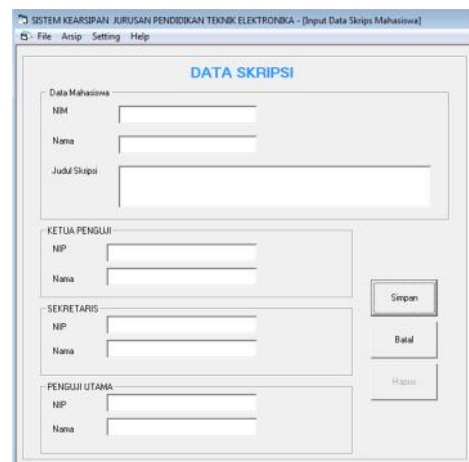 SISTEM KEARSIPAN JURUSAN PENDIDIKAN TEKNIK ELEKTRONIKA - [Input Data Skrips Mahasiswa]
File Arsip Setting Help
DATA SKRIPSI
Data Mahasiswa
NIM
Nama
Judul Skripsi
KETUA PENGUJI
NIP
Nama
SEKRETARIS
NIP
Nama
PENGUJI UTAMA
NIP
Nama
Simpan
Batal
Hapus